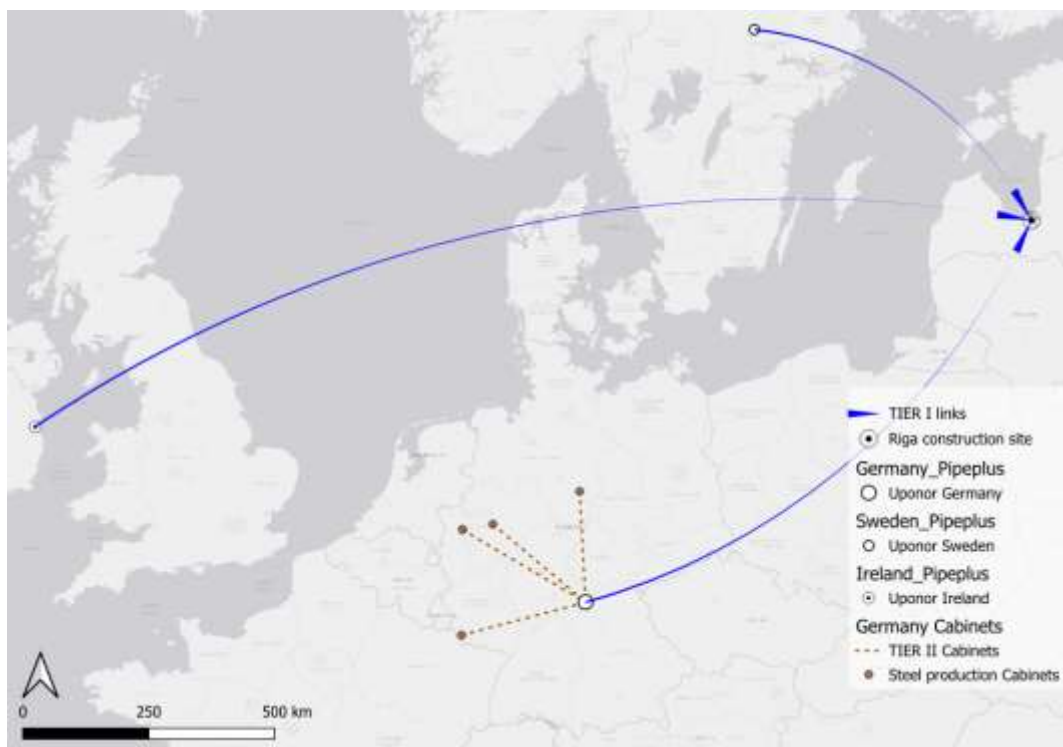 TIER I links
Riga construction site
Germany_Pipeplus
Uponor Germany
Sweden_Pipeplus
Uponor Sweden
Ireland_Pipeplus
Uponor Ireland
Germany Cabinets
TIER II Cabinets
Steel production Cabinets
0 250 500 km